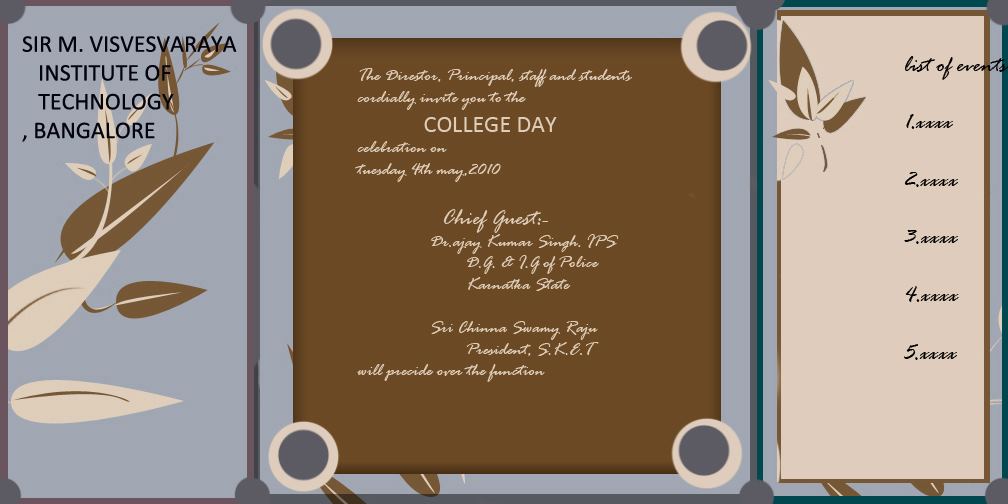 SIR M. VISVESVARAYA
INSTITUTE OF
TECHNOLOGY
, BANGALORE
The Director, Principal, staff and students
cordially invite you to the
COLLEGE DAY
celebration on
tuesday 4th may,2010
Chief Guest:-
Dr.ajay Kumar Singh. IPS
D.G. & I.G of Police
Karnatka State
Sri Chinna Swamy Raju
President, S.K.E.T
will precide over the function
list of events
1.xxxx
2.xxxx
3.xxxx
4.xxxx
5.xxxx